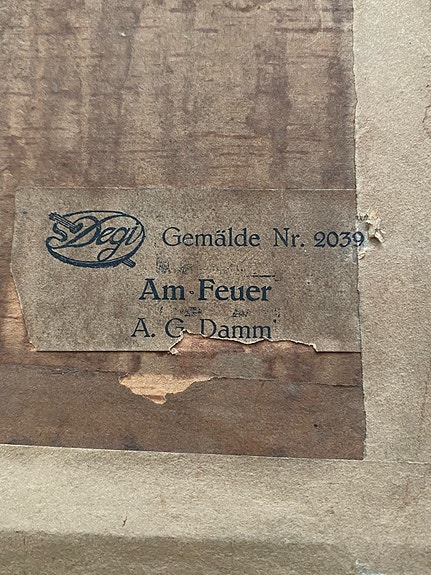 Degi Gemälde Nr. 2039
Am Feuer
A. G. Damm